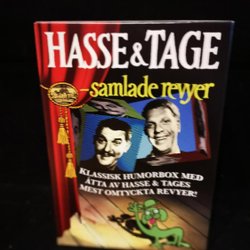 HASSE & TAGE
-samlade revyer
KLASSISK HUMORBOX MED
ÅTTA AV HASSE & TAGES
MEST OMTYCKTA REVYER!